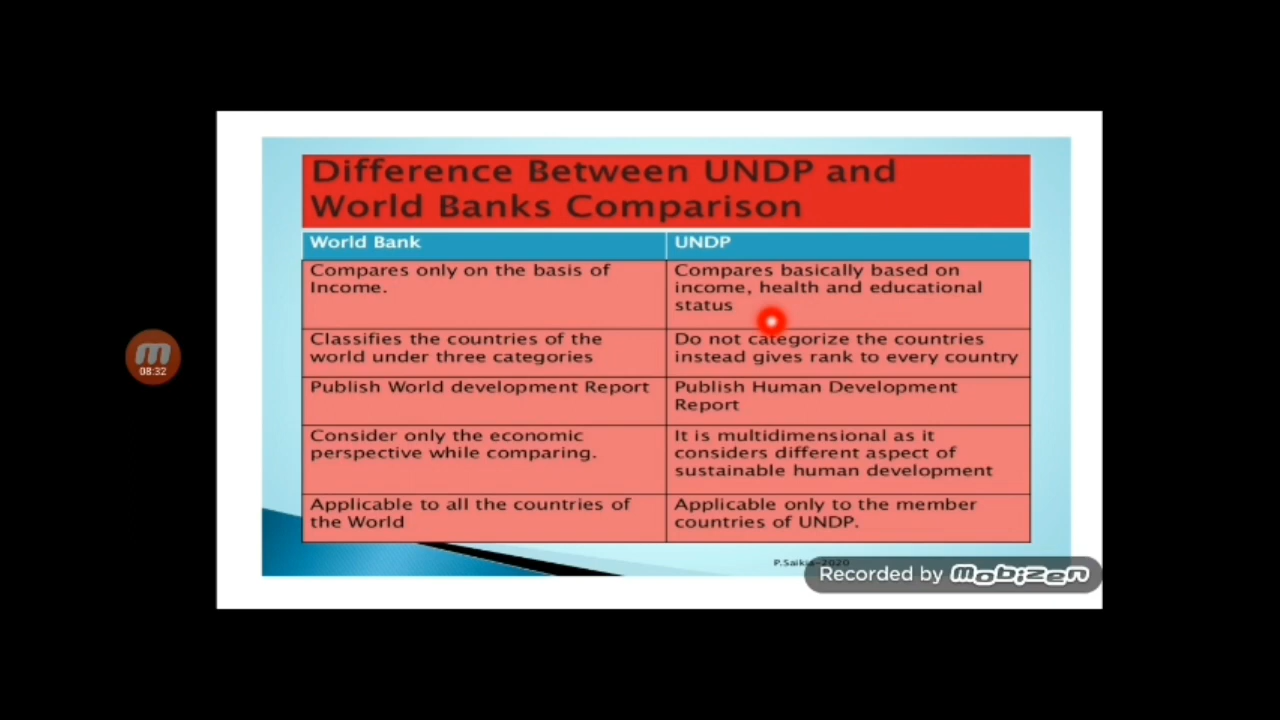 Difference Between UNDP and
World Banks Comparison
World Bank
UNDP
Compares only on the basis of
Income.
Compares basically based on
income, health and educational
status
Classifies the countries of the
world under three categories
Do not categorize the countries
instead gives rank to every country
Publish World development Report
Publish Human Development
Report
Consider only the economic
perspective while comparing.
It is multidimensional as it
considers different aspect of
sustainable human development
Applicable to all the countries of
the World
Applicable only to the member
countries of UNDP.
P.Saikia-2020
Recorded by mobizen
08:32